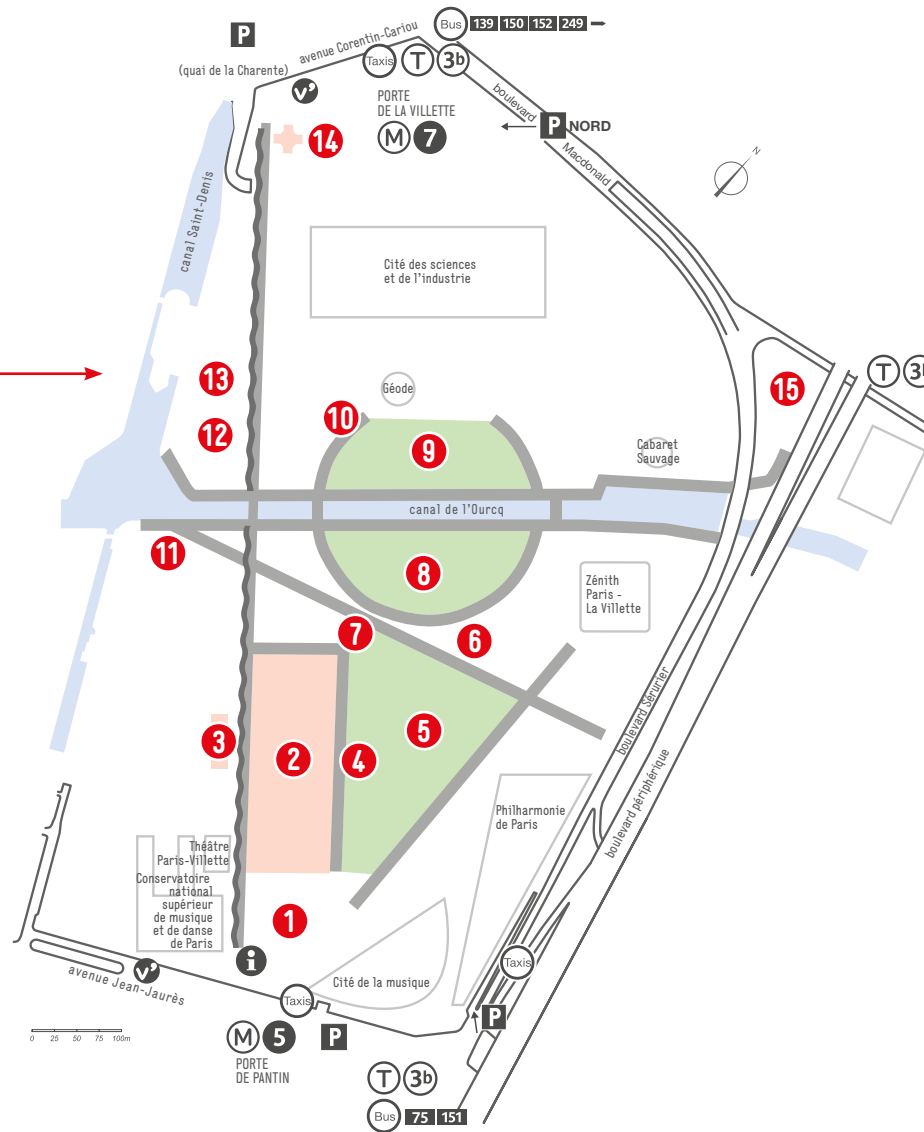 Bus 139 150 152 249
P
avenue Corentin-Cariou
(quai de la Charente)
Taxis T 3b
V'
PORTE
DE LA VILLETTE
M 7
boulevard
Macdonald
P NORD
N
14
canal Saint-Denis
Cité des sciences
et de l'industrie
13
Géode
15
T
10
12
9
Cabaret
Sauvage
canal de l'Ourcq
11
8
Zénith
Paris -
La Villette
7
6
boulevard Sérurier
3
2
4
5
boulevard périphérique
Philharmonie
de Paris
Théâtre
Paris-Villette
Conservatoire
national
supérieur
de musique
et de danse
de Paris
1
i
V'
avenue Jean-Jaurès
Cité de la musique
Taxis
Taxis
0 25 50 75 100m
M 5
P
P
PORTE
DE PANTIN
T 3b
Bus 75 151